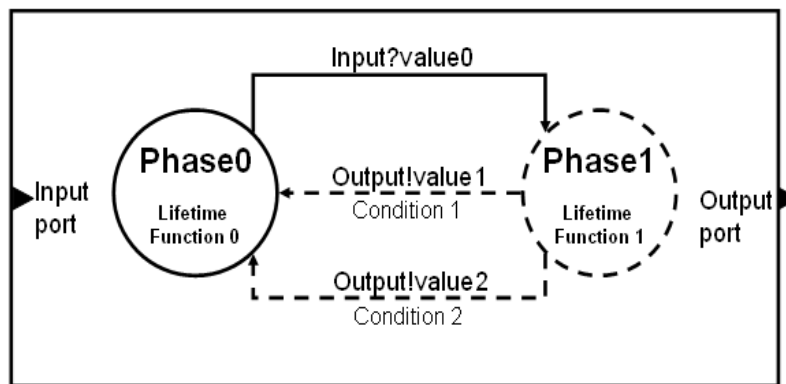 Input?value0
Phase0
Lifetime
Function 0
Phase1
Lifetime
Function 1
Output!value1
Condition 1
Output!value2
Condition 2
Input
port
Output
port